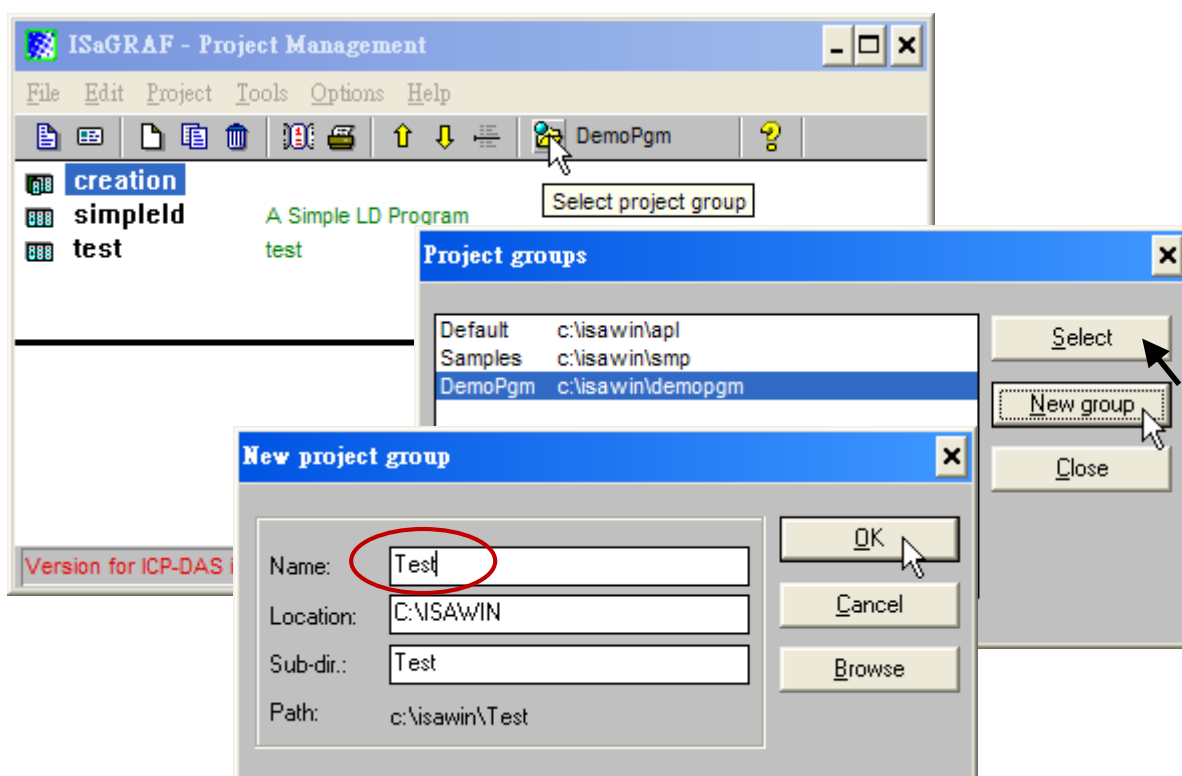 ISaGRAF - Project Management
File Edit Project Tools Options Help
DemoPgm
creation
Select project group
simpleld A Simple LD Program
test test
Project groups
Default c:\isawin\apl
Select
Samples c:\isawin\smp
DemoPgm c:\isawin\demopgm
New group
Close
New project group
OK
Name: Test
Cancel
Location: C:\ISAWIN
Sub-dir.: Test
Browse
Path: c:\isawin\Test
Version for ICP-DAS